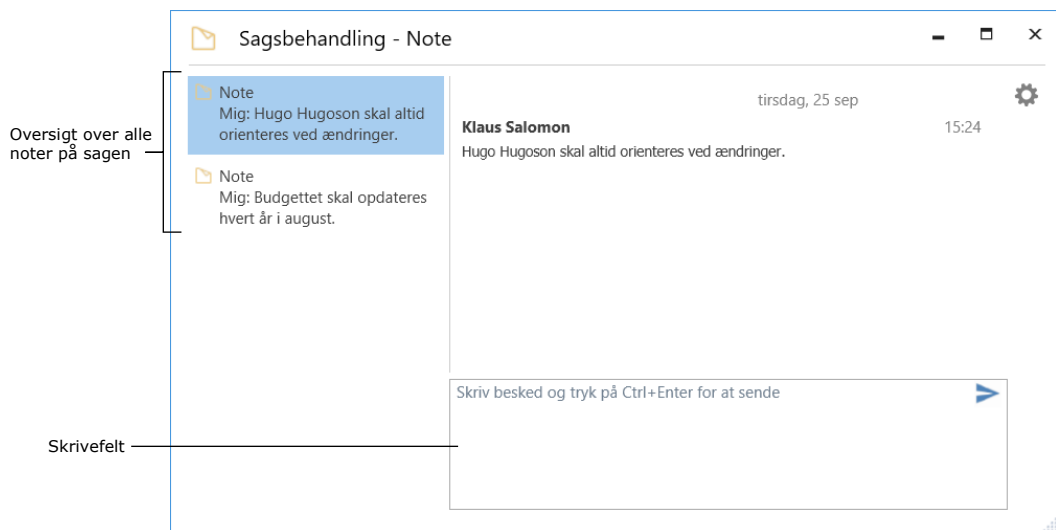 Sagsbehandling - Note
Oversigt over alle
noter på sagen
Note
Mig: Hugo Hugoson skal altid
orienteres ved ændringer.
Note
Mig: Budgettet skal opdateres
hvert år i august.
tirsdag, 25 sep
Klaus Salomon 15:24
Hugo Hugoson skal altid orienteres ved ændringer.
Skriv besked og tryk på Ctrl+Enter for at sende
Skrivefelt